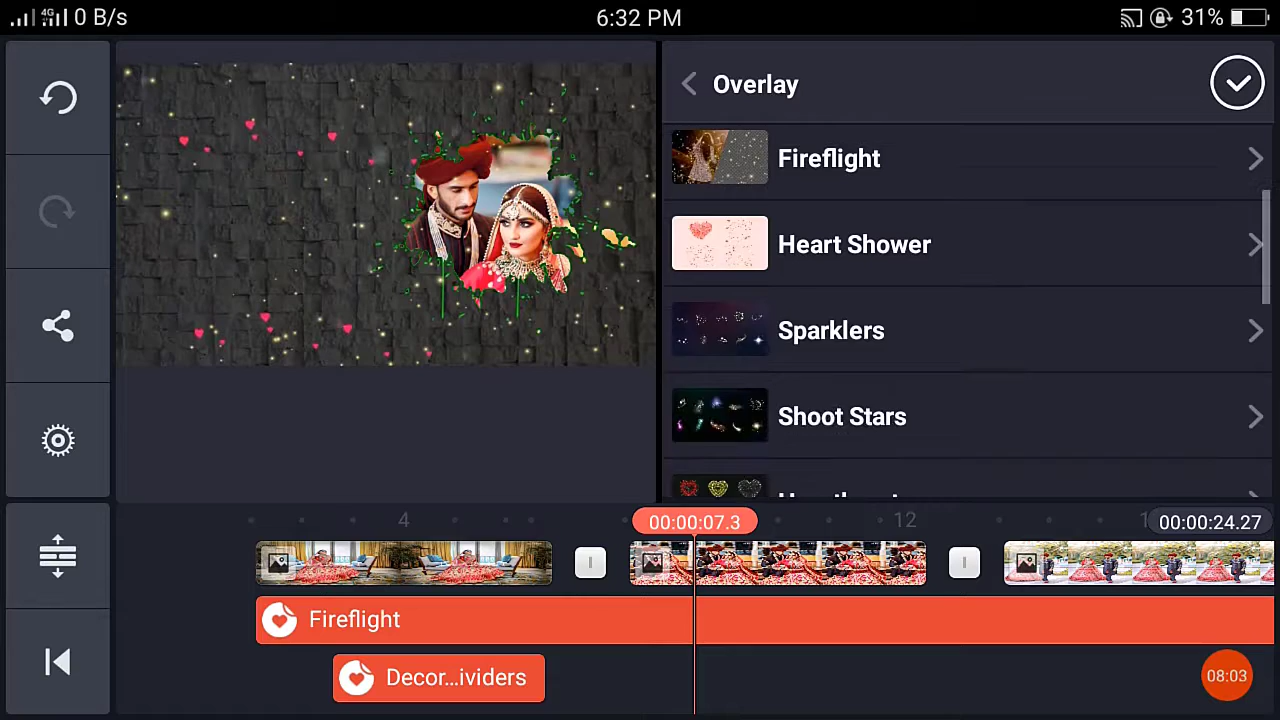 4G 0 B/s 6:32 PM 31%
Overlay
Fireflight
Heart Shower
Sparklers
Shoot Stars
4 00:00:07.3 12 00:00:24.27
Fireflight
Decor...ividers
08:03